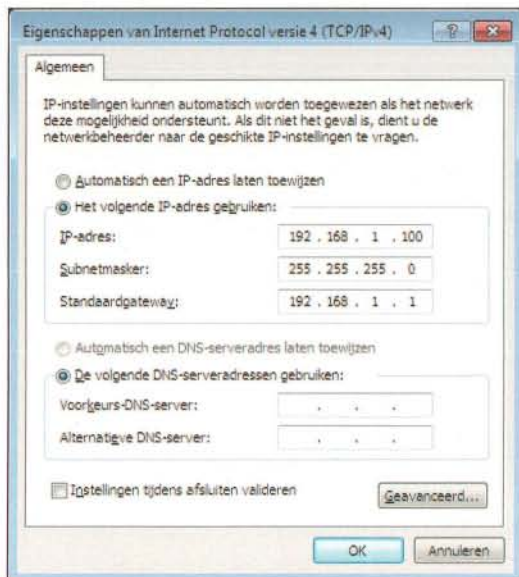 Eigenschappen van Internet Protocol versie 4 (TCP/IPv4)
Algemeen
IP-instellingen kunnen automatisch worden toegewezen als het netwerk
deze mogelijkheid ondersteunt. Als dit niet het geval is, dient u de
netwerkbeheerder naar de geschikte IP-instellingen te vragen.
Automatisch een IP-adres laten toewijzen
Het volgende IP-adres gebruiken:
IP-adres: 192 . 168 . 1 . 100
Subnetmasker: 255 . 255 . 255 . 0
Standaardgateway: 192 . 168 . 1 . 1
Automatisch een DNS-serveradres laten toewijzen
De volgende DNS-serveradressen gebruiken:
Voorkeurs-DNS-server: . . .
Alternatieve DNS-server: . . .
Instellingen tijdens afsluiten valideren
Geavanceerd...
OK Annuleren